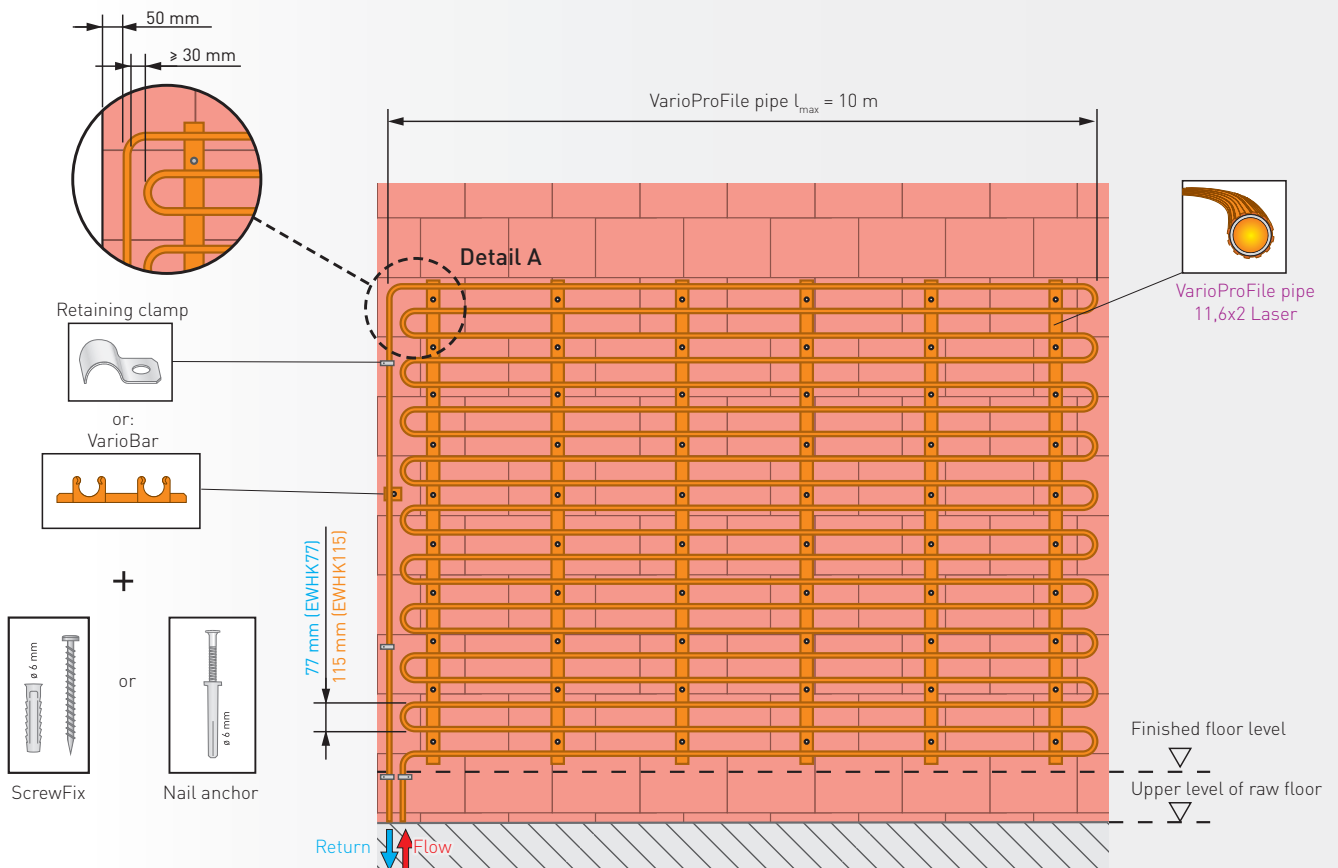 50 mm
≥ 30 mm
VarioProFile pipe lmax = 10 m
Detail A
VarioProFile pipe
11,6x2 Laser
Retaining clamp
or:
VarioBar
+
77 mm (EWHK77)
115 mm (EWHK115)
ø 6 mm
or
ø 6 mm
ScrewFix
Nail anchor
Finished floor level
Upper level of raw floor
Return
Flow